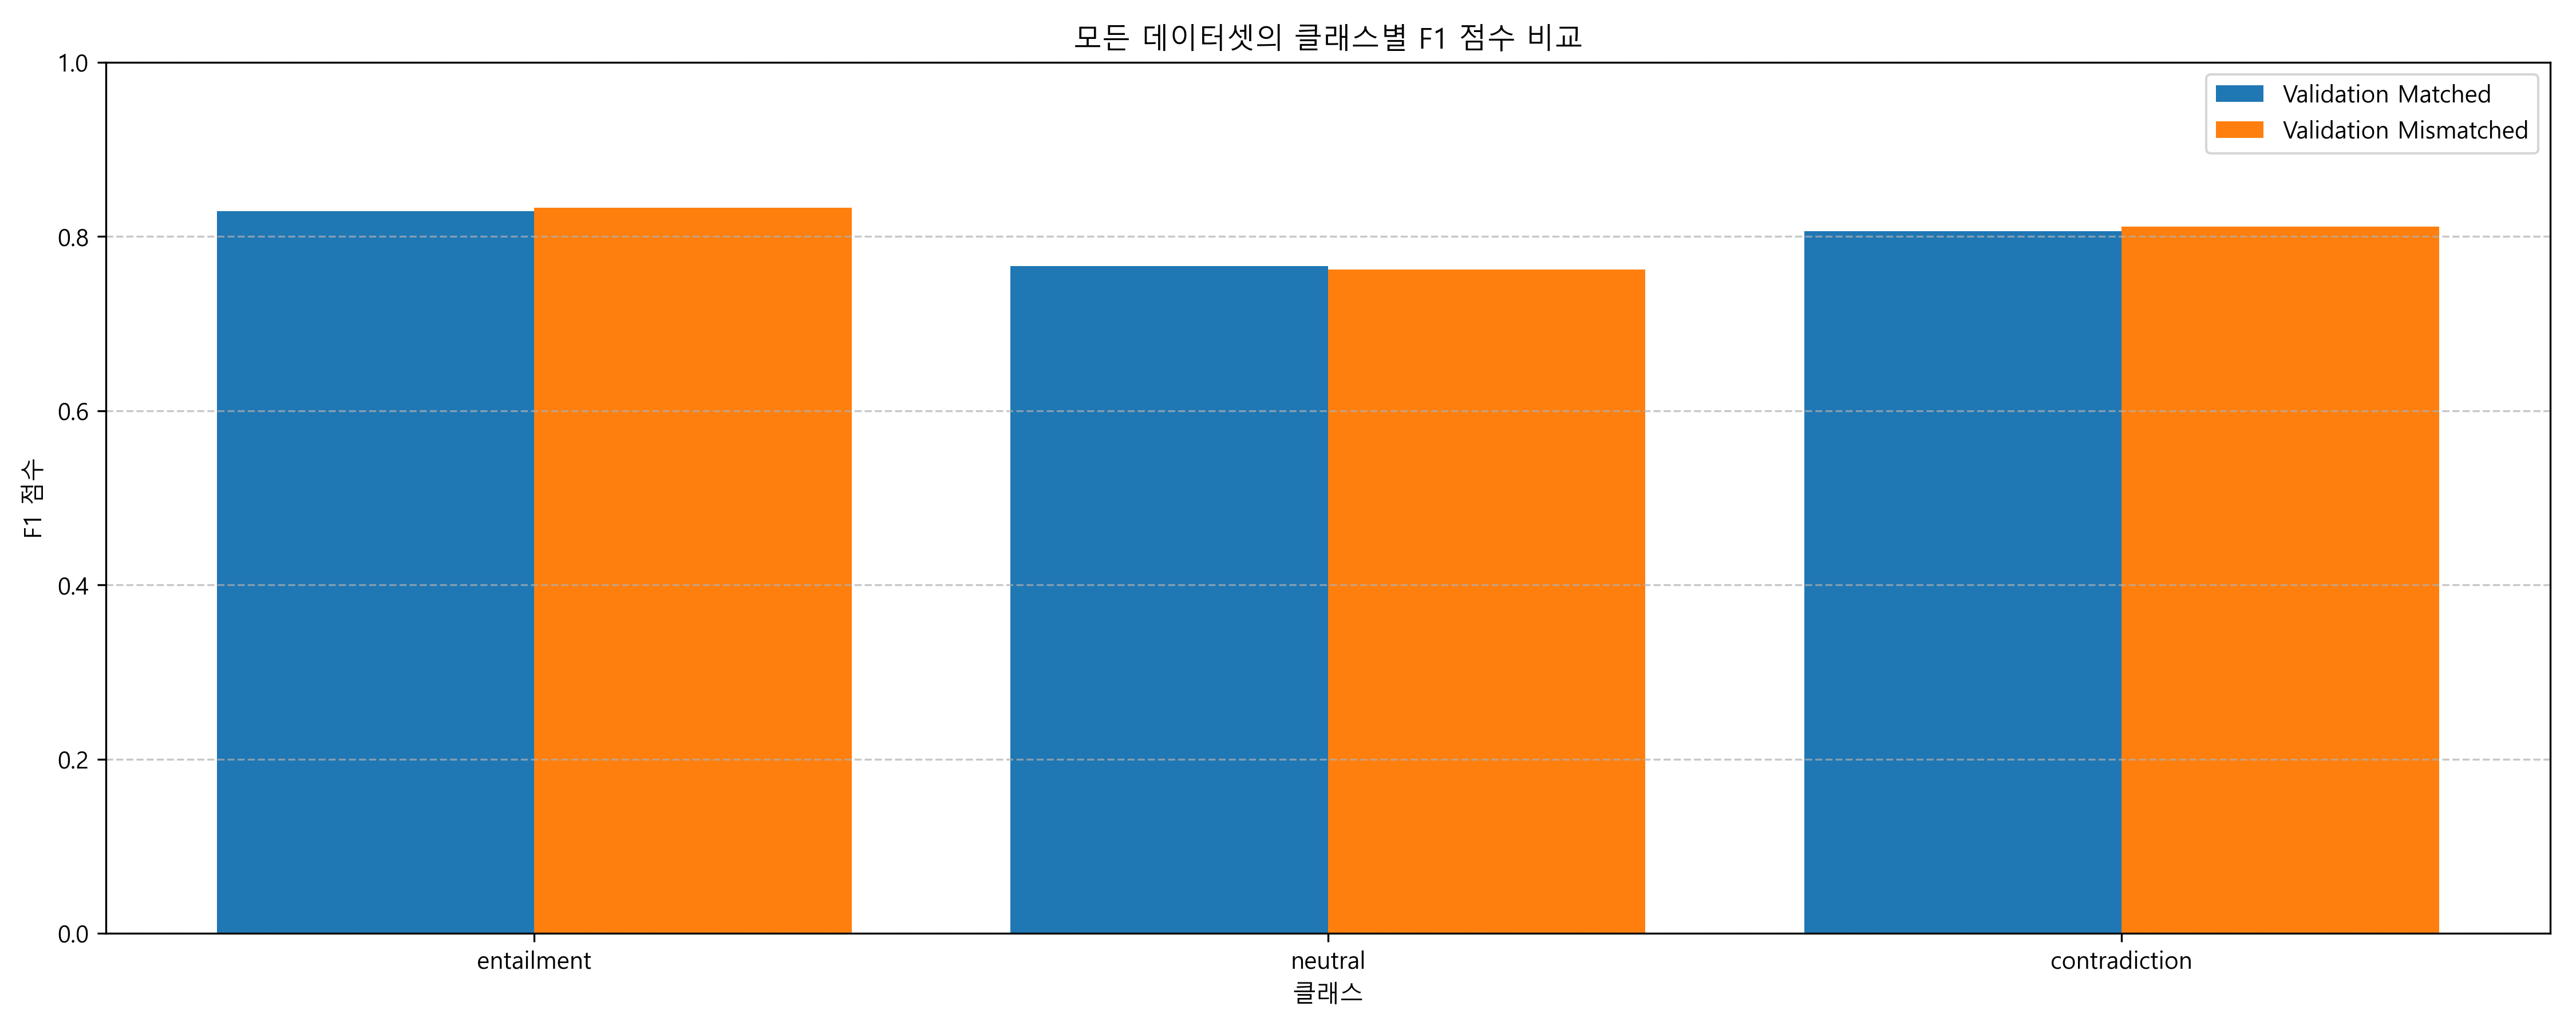 모든 데이터셋의 클래스별 F1 점수 비교
Validation Matched
Validation Mismatched
F1 점수
1.0
0.8
0.6
0.4
0.2
0.0
entailment
neutral
contradiction
클래스